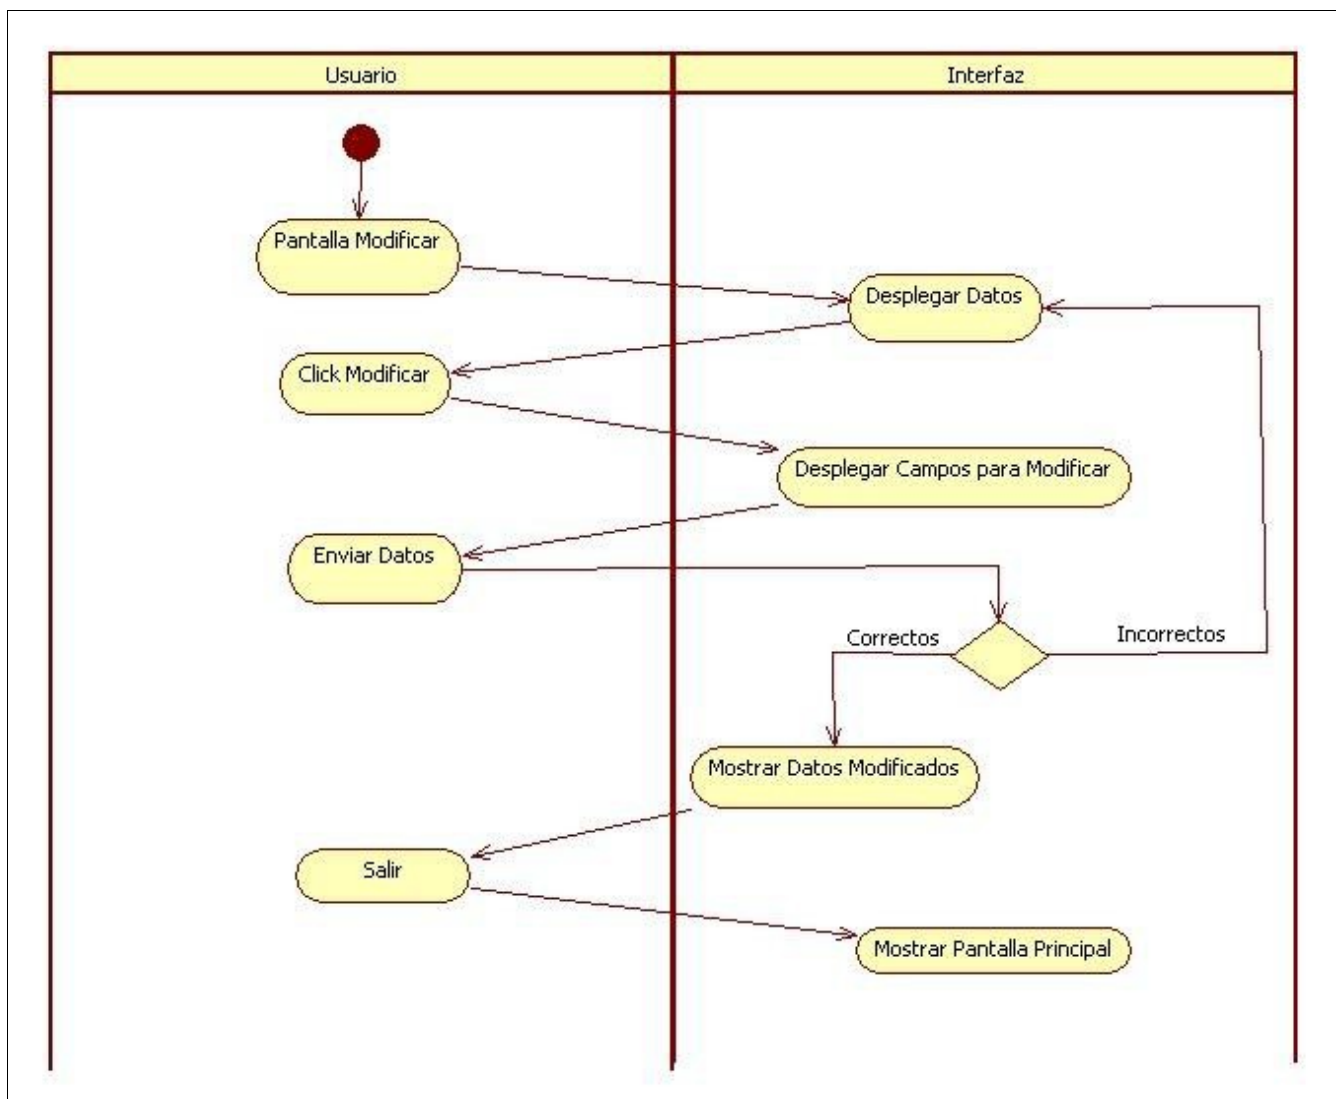 Usuario
Interfaz
Pantalla Modificar
Desplegar Datos
Click Modificar
Desplegar Campos para Modificar
Enviar Datos
Correctos
Incorrectos
Mostrar Datos Modificados
Salir
Mostrar Pantalla Principal